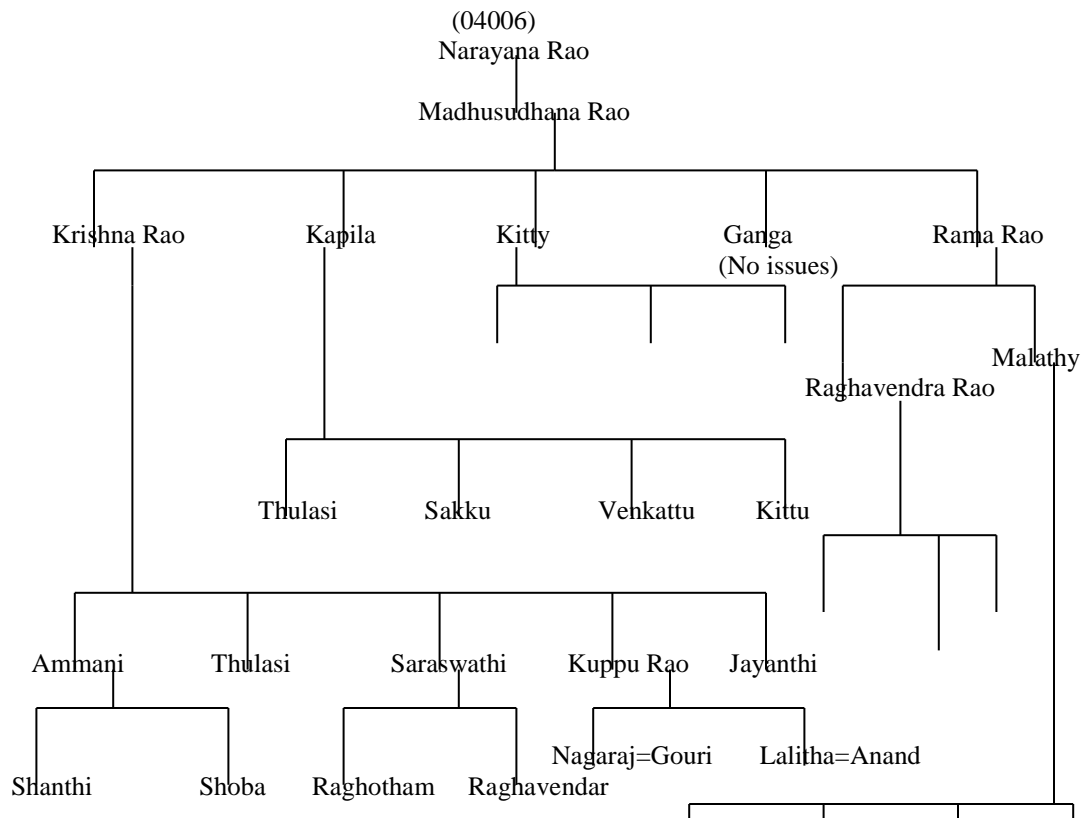 (04006)
Narayana Rao
Madhusudhana Rao
Krishna Rao Kapila Kitty Ganga Rama Rao
(No issues)
Malathy
Raghavendra Rao
Thulasi Sakku Venkattu Kittu
Ammani Thulasi Saraswathi Kuppu Rao Jayanthi
Nagaraj=Gouri Lalitha=Anand
Shanthi Shoba Raghotham Raghavendar